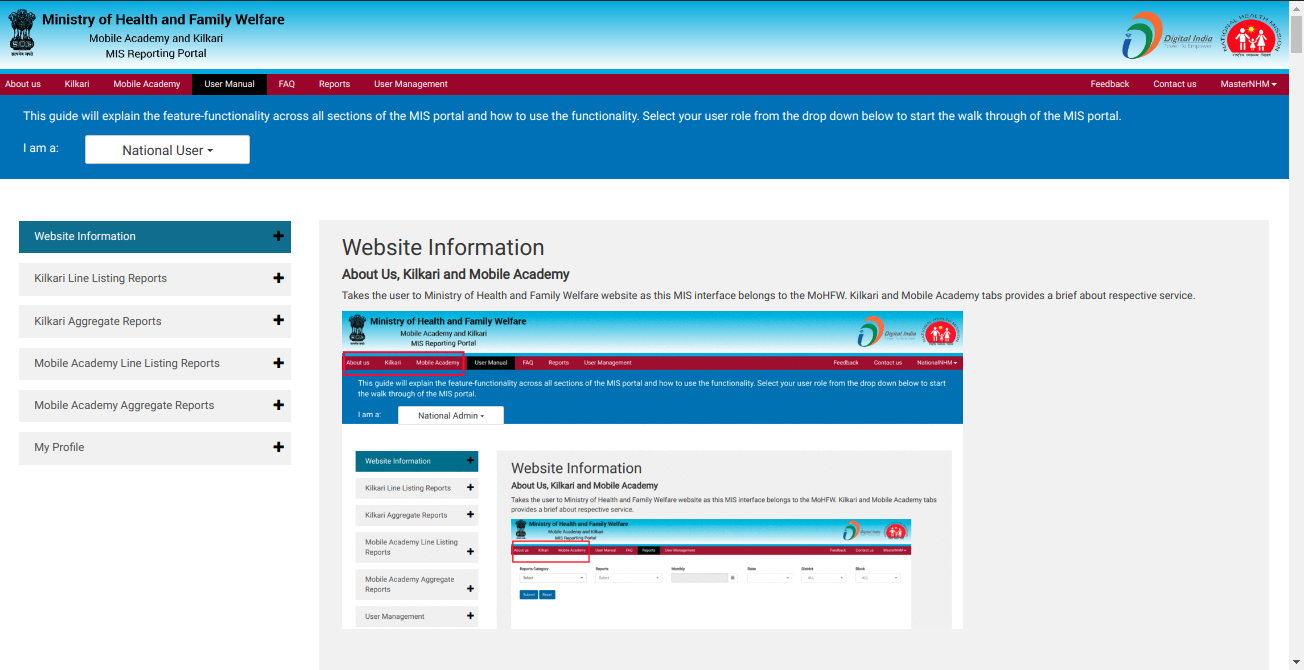 Ministry of Health and Family Welfare
Mobile Academy and Kilkari
MIS Reporting Portal
Digital India
Power To Empower
NATIONAL HEALTH MISSION
About us Kilkari Mobile Academy User Manual FAQ Reports User Management Feedback Contact us MasterNHM
This guide will explain the feature-functionality across all sections of the MIS portal and how to use the functionality. Select your user role from the drop down below to start the walk through of the MIS portal.
I am a: National User
Website Information
Kilkari Line Listing Reports
Kilkari Aggregate Reports
Mobile Academy Line Listing Reports
Mobile Academy Aggregate Reports
My Profile
Website Information
About Us, Kilkari and Mobile Academy
Takes the user to Ministry of Health and Family Welfare website as this MIS interface belongs to the MoHFW. Kilkari and Mobile Academy tabs provides a brief about respective service.
Ministry of Health and Family Welfare
Mobile Academy and Kilkari
MIS Reporting Portal
Digital India
About us Kilkari Mobile Academy User Manual FAQ Reports User Management Feedback Contact us NationalNHM
This guide will explain the feature-functionality across all sections of the MIS portal and how to use the functionality. Select your user role from the drop down below to start
the walk through of the MIS portal.
I am a: National Admin
Website Information
Kilkari Line Listing Reports
Kilkari Aggregate Reports
Mobile Academy Line Listing
Reports
Mobile Academy Aggregate
Reports
User Management
Website Information
About Us, Kilkari and Mobile Academy
Takes the user to Ministry of Health and Family Welfare website as this MIS interface belongs to the MoHFW. Kilkari and Mobile Academy tabs
provides a brief about respective service.
Ministry of Health and Family Welfare
Mobile Academy and Kilkari
MIS Reporting Portal
About us Kilkari Mobile Academy User Manual FAQ Reports User Management Feedback Contact us MasterNHM
Reports Category Reports Monthly State District Block
Select Select ALL ALL
Submit Reset